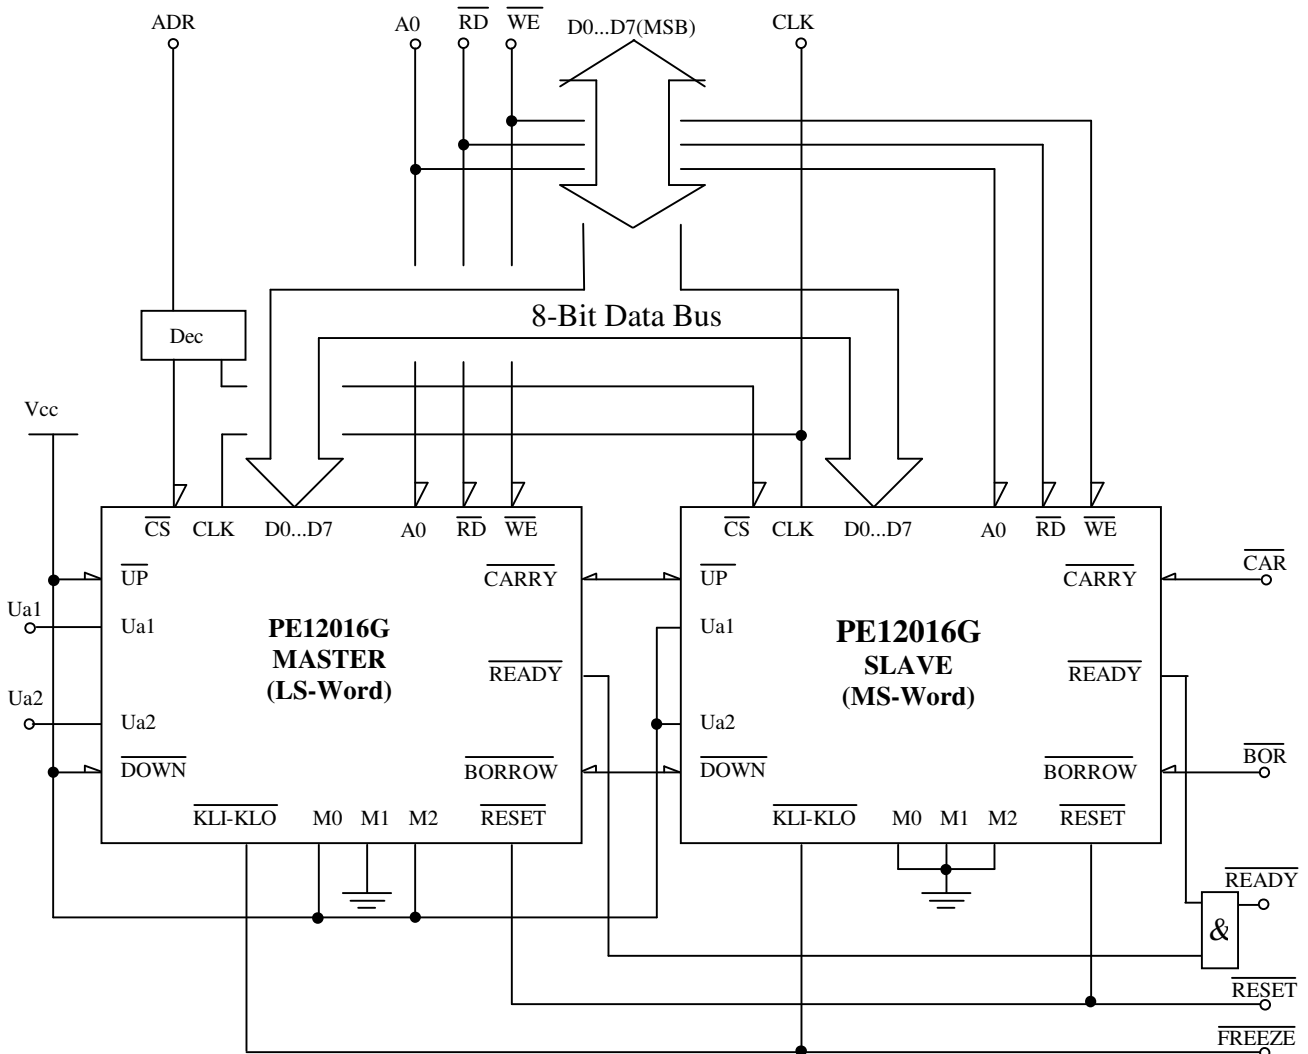 ADR A0 RD WE D0...D7(MSB) CLK
8-Bit Data Bus
Dec
Vcc
CS CLK D0...D7 A0 RD WE
CS CLK D0...D7 A0 RD WE
UP CARRY
UP CARRY
CAR
Ua1
Ua1
PE12016G
MASTER
(LS-Word)
READY
Ua1
PE12016G
SLAVE
(MS-Word)
READY
Ua2
Ua2
Ua2
DOWN BORROW
DOWN BORROW
BOR
KLI-KLO M0 M1 M2 RESET
KLI-KLO M0 M1 M2 RESET
READY
&
RESET
FREEZE